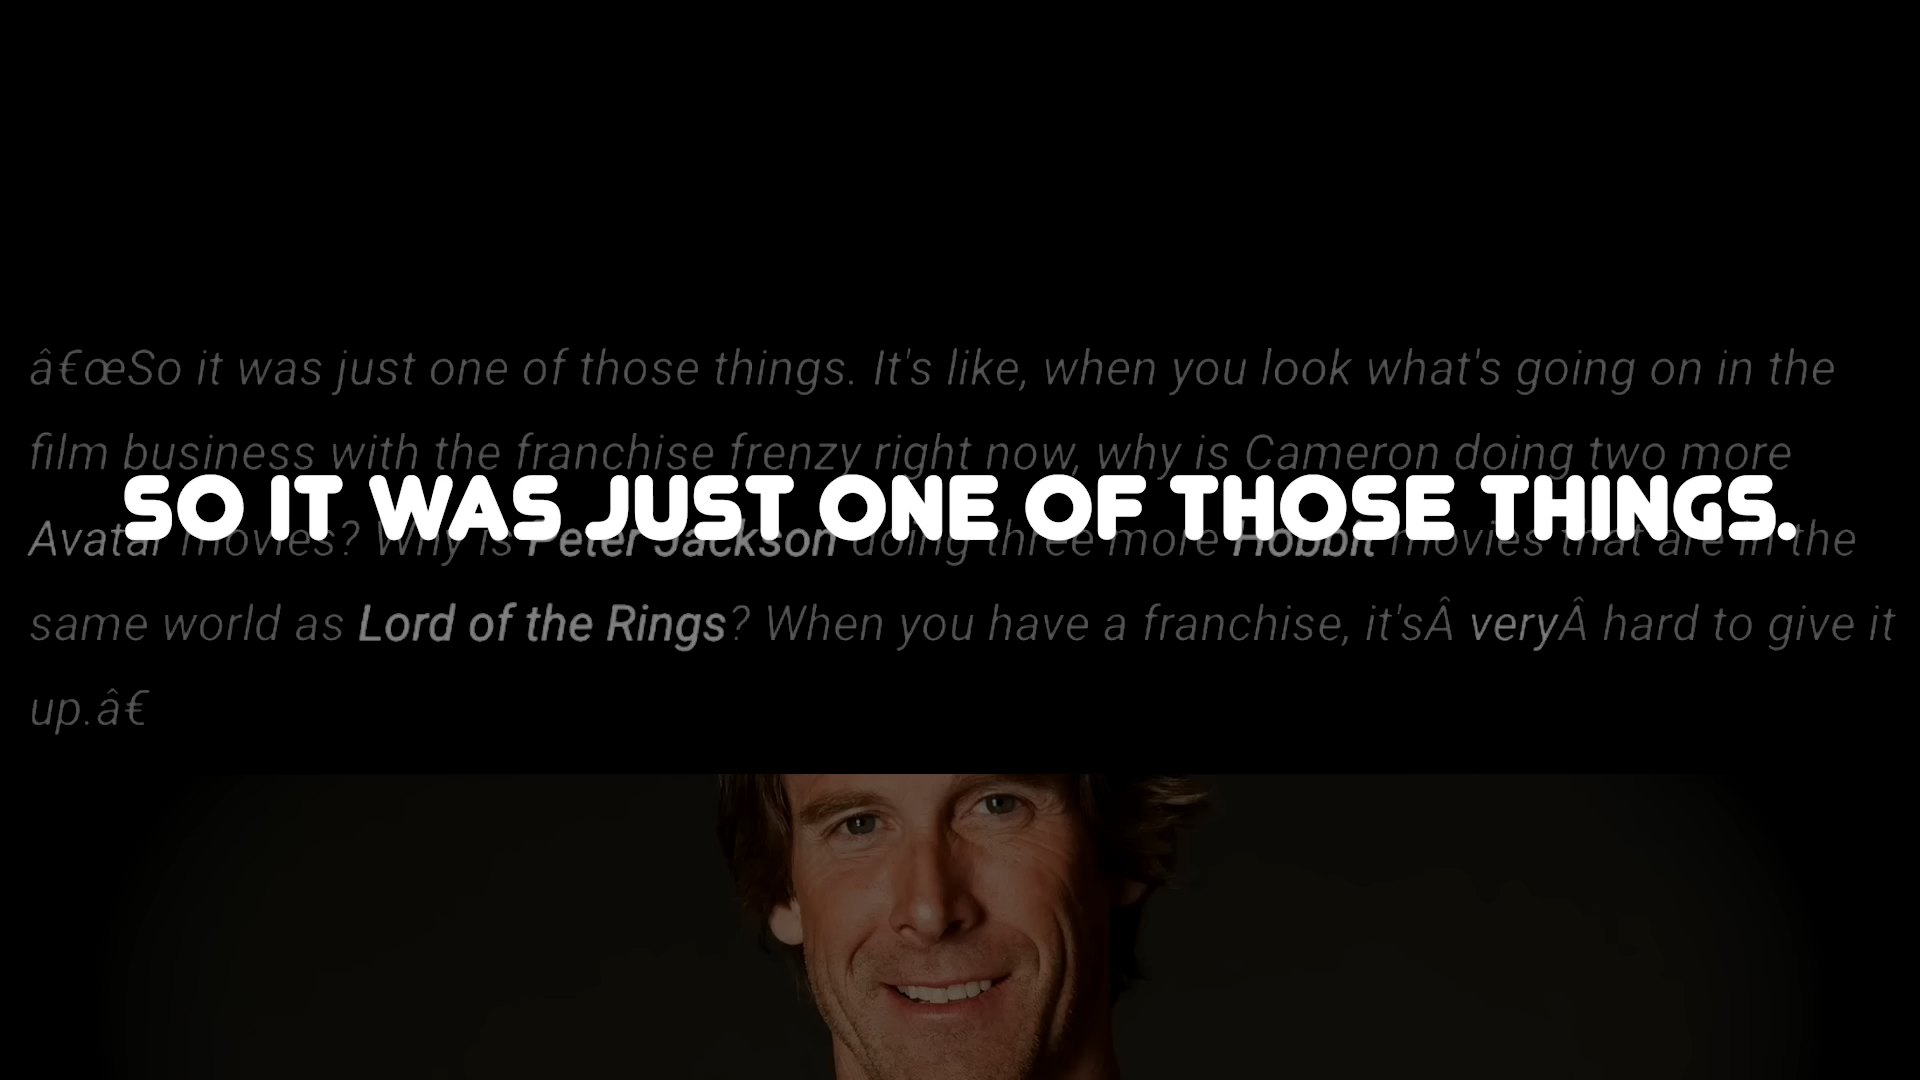 â€œSo it was just one of those things. It's like, when you look what's going on in the
film business with the franchise frenzy right now, why is Cameron doing two more
SO IT WAS JUST ONE OF THOSE THINGS.
Avatar movies? Why is Peter Jackson doing three more Hobbit movies that are in the
same world as Lord of the Rings? When you have a franchise, it'sÂ veryÂ hard to give it
up.â€